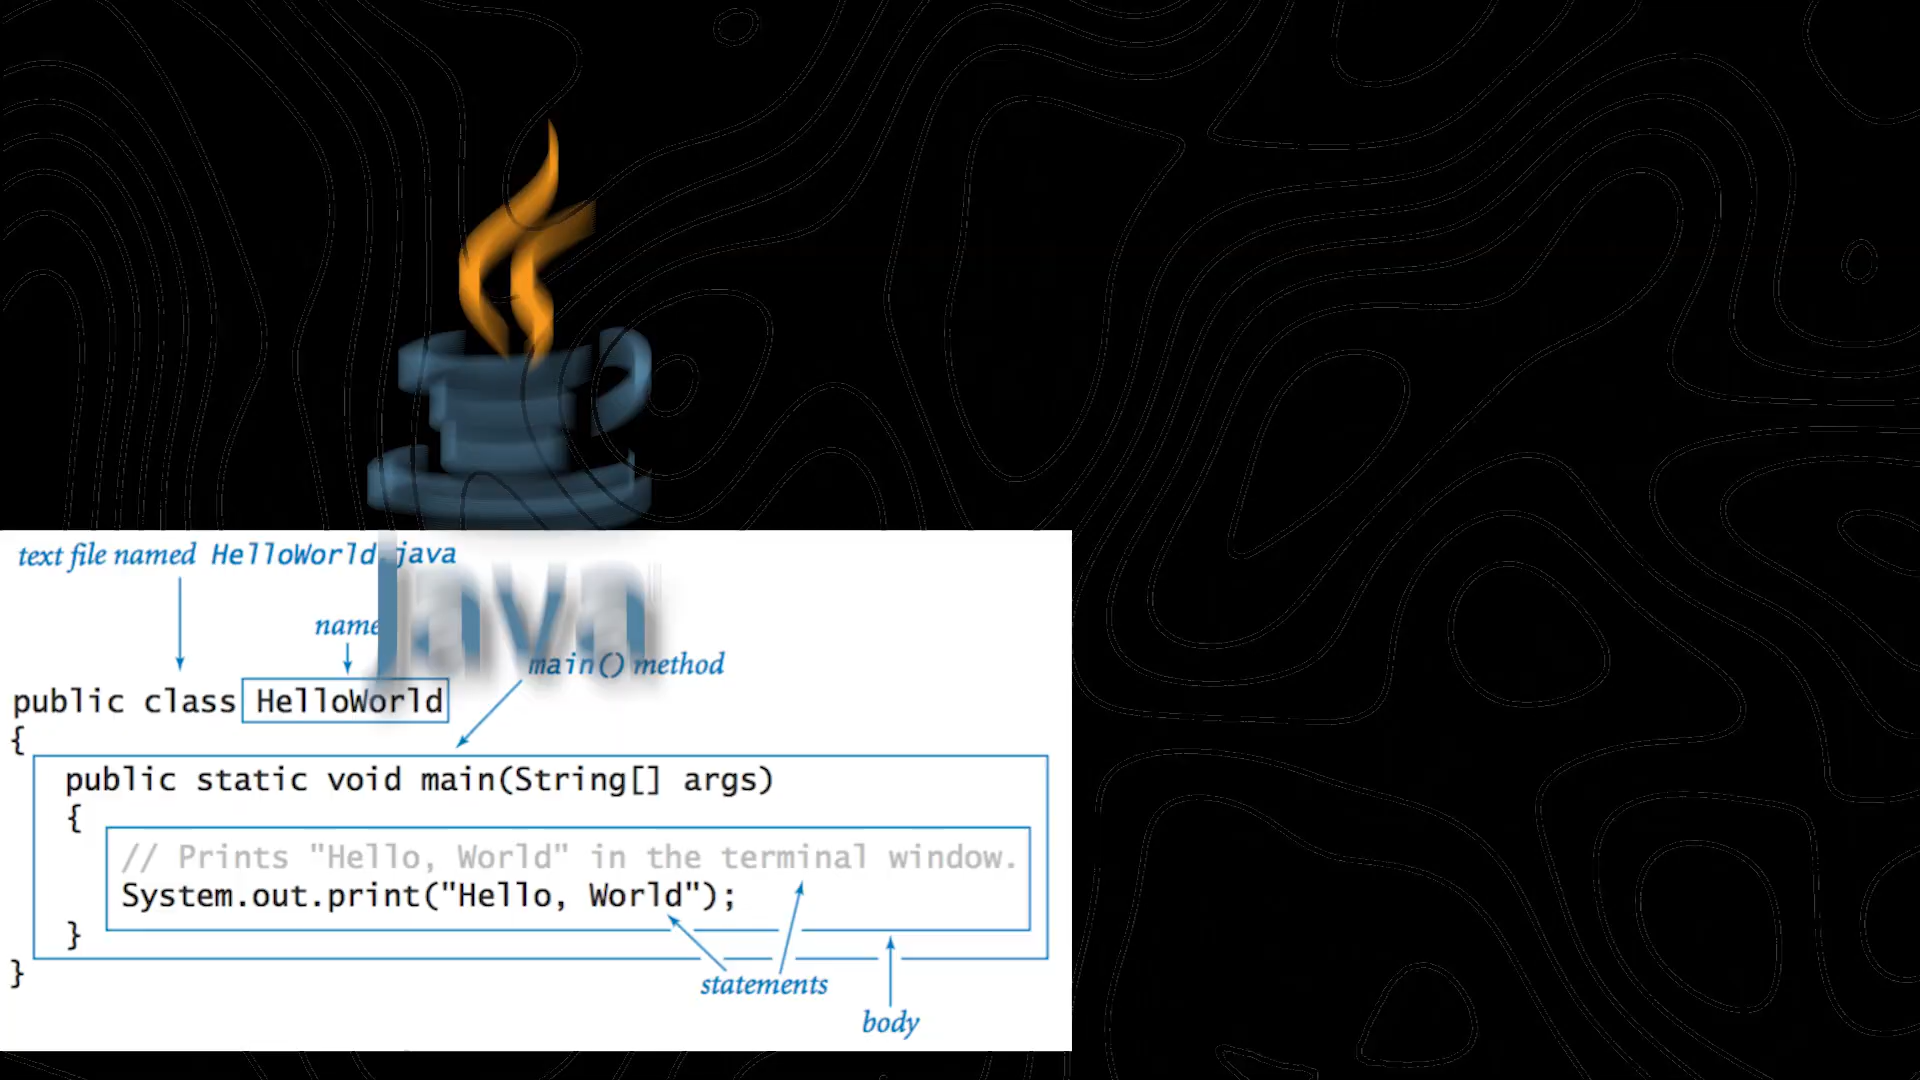 text file named HelloWorld.java
name
Java
main() method
public class HelloWorld
{
public static void main(String[] args)
{
// Prints "Hello, World" in the terminal window.
System.out.print("Hello, World");
}
}
statements
body